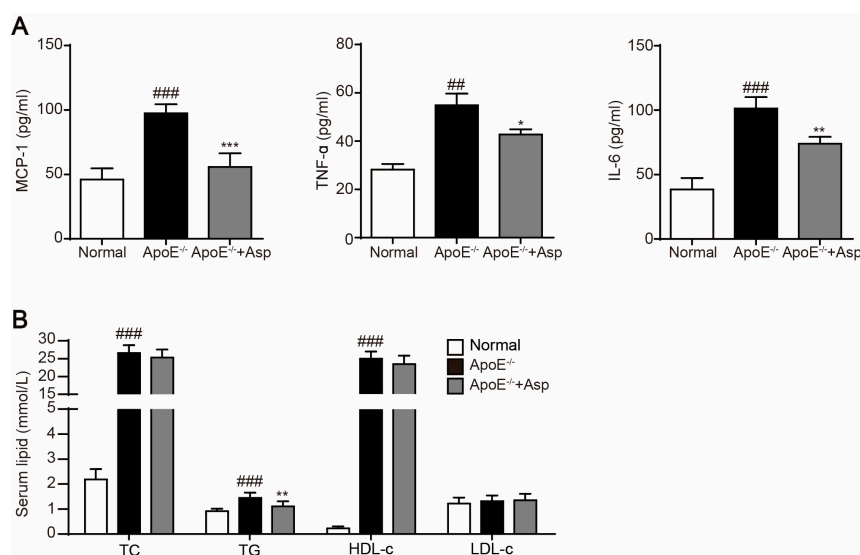 A
MCP-1 (pg/ml)
150
100
50
0
###
***
Normal
ApoE⁻/⁻
ApoE⁻/⁻+Asp
TNF-α (pg/ml)
80
60
40
20
0
##
*
Normal
ApoE⁻/⁻
ApoE⁻/⁻+Asp
IL-6 (pg/ml)
150
100
50
0
###
**
Normal
ApoE⁻/⁻
ApoE⁻/⁻+Asp
B
Serum lipid (mmol/L)
30
25
20
15
5
4
3
2
1
0
###
###
**
###
TC
TG
HDL-c
LDL-c
Normal
ApoE⁻/⁻
ApoE⁻/⁻+Asp